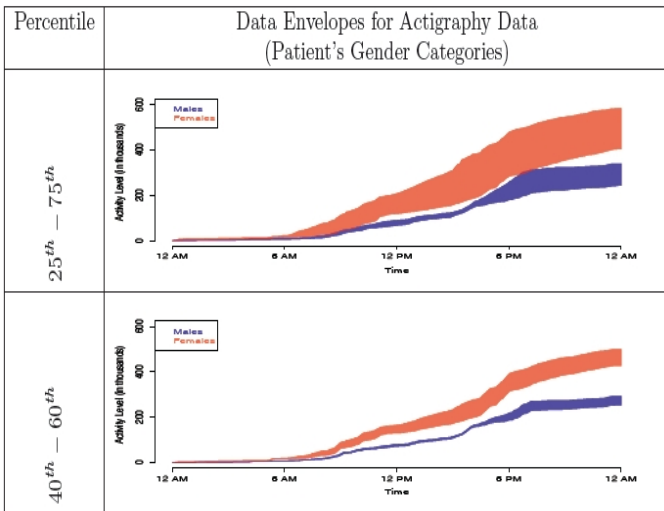 Percentile
Data Envelopes for Actigraphy Data
(Patient's Gender Categories)
25th − 75th
Activity Level (in thousands)
600
400
200
0
Males
Females
12 AM 6 AM 12 PM 6 PM 12 AM
Time
40th − 60th
Activity Level (in thousands)
600
400
200
0
Males
Females
12 AM 6 AM 12 PM 6 PM 12 AM
Time